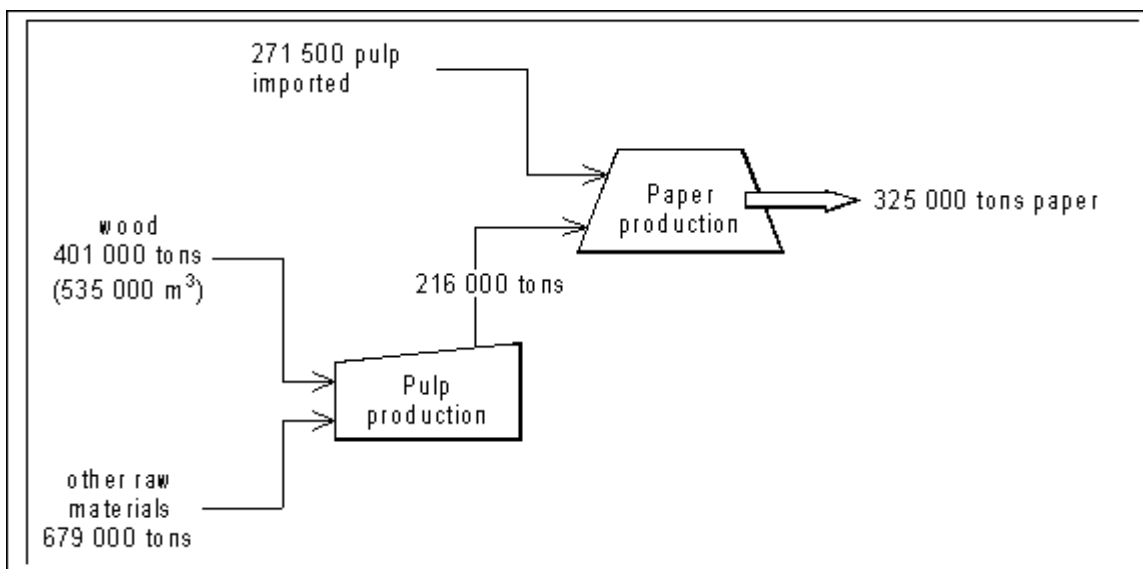 271 500 pulp
imported
Paper
production
325 000 tons paper
wood
401 000 tons
(535 000 m³)
216 000 tons
Pulp
production
other raw
materials
679 000 tons